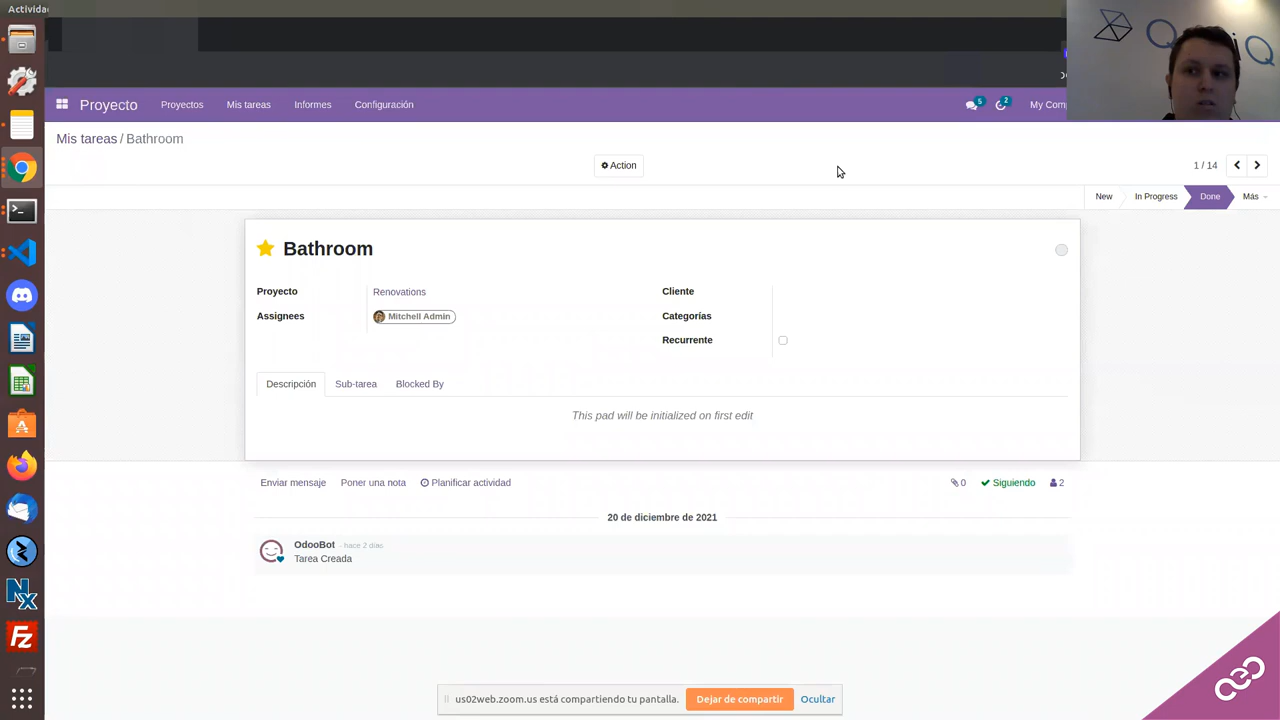 Activida
Proyecto
Proyectos
Mis tareas
Informes
Configuración
5
2
My Comp
Mis tareas / Bathroom
Action
1 / 14
New
In Progress
Done
Más
Bathroom
Proyecto
Renovations
Cliente
Assignees
Mitchell Admin
Categorías
Recurrente
Descripción
Sub-tarea
Blocked By
This pad will be initialized on first edit
Enviar mensaje
Poner una nota
Planificar actividad
0
Siguiendo
2
20 de diciembre de 2021
OdooBot - hace 2 días
Tarea Creada
us02web.zoom.us está compartiendo tu pantalla.
Dejar de compartir
Ocultar